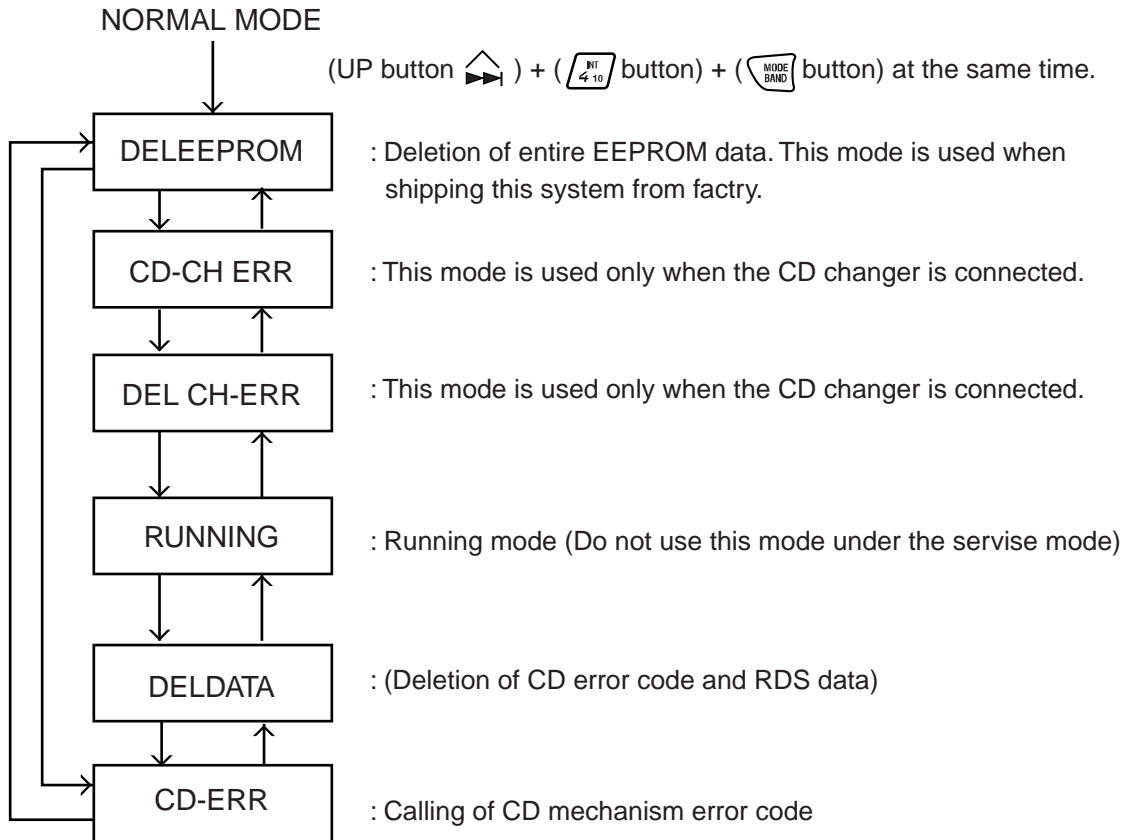 NORMAL MODE
(UP button ) + ( INT 4 10 button) + ( MODE BAND button) at the same time.
DELEEPROM
: Deletion of entire EEPROM data. This mode is used when
shipping this system from factry.
CD-CH ERR
: This mode is used only when the CD changer is connected.
DEL CH-ERR
: This mode is used only when the CD changer is connected.
RUNNING
: Running mode (Do not use this mode under the servise mode)
DELDATA
: (Deletion of CD error code and RDS data)
CD-ERR
: Calling of CD mechanism error code